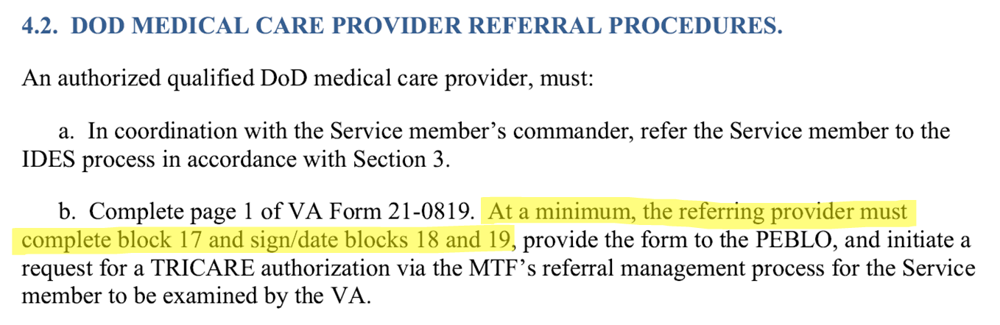 4.2. DOD MEDICAL CARE PROVIDER REFERRAL PROCEDURES.
An authorized qualified DoD medical care provider, must:
a. In coordination with the Service member’s commander, refer the Service member to the
IDES process in accordance with Section 3.
b. Complete page 1 of VA Form 21-0819. At a minimum, the referring provider must
complete block 17 and sign/date blocks 18 and 19, provide the form to the PEBLO, and initiate a
request for a TRICARE authorization via the MTF’s referral management process for the Service
member to be examined by the VA.